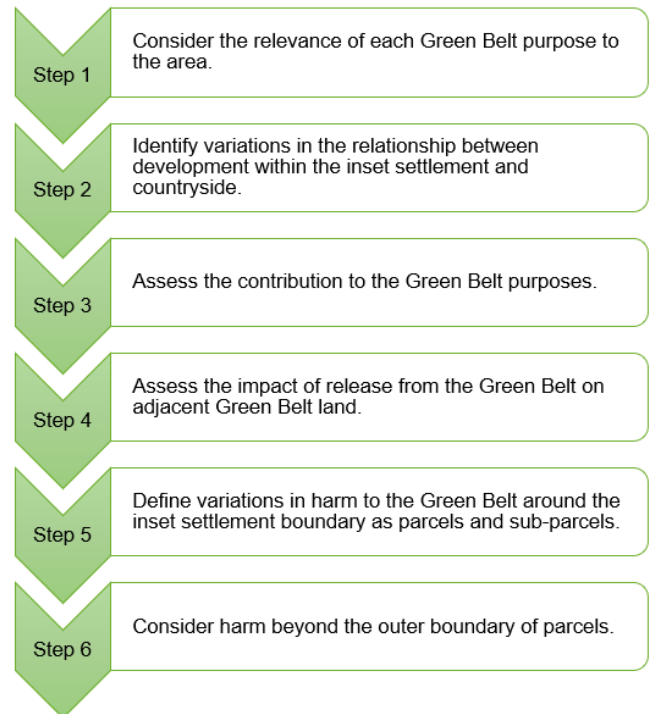 Step 1
Consider the relevance of each Green Belt purpose to
the area.
Step 2
Identify variations in the relationship between
development within the inset settlement and
countryside.
Step 3
Assess the contribution to the Green Belt purposes.
Step 4
Assess the impact of release from the Green Belt on
adjacent Green Belt land.
Step 5
Define variations in harm to the Green Belt around the
inset settlement boundary as parcels and sub-parcels.
Step 6
Consider harm beyond the outer boundary of parcels.